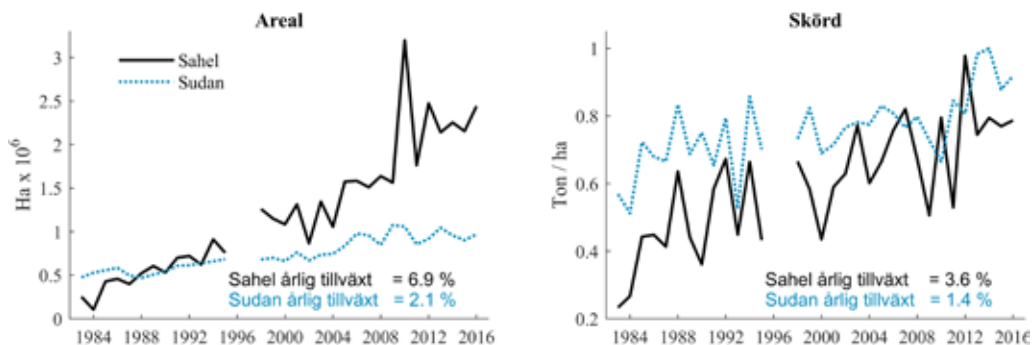 Areal
Ha x 10⁶
3
2.5
2
1.5
1
0.5
0
Sahel
Sudan
Sahel årlig tillväxt = 6.9 %
Sudan årlig tillväxt = 2.1 %
1984 1988 1992 1996 2000 2004 2008 2012 2016
Skörd
Ton / ha
1
0.8
0.6
0.4
0.2
Sahel årlig tillväxt = 3.6 %
Sudan årlig tillväxt = 1.4 %
1984 1988 1992 1996 2000 2004 2008 2012 2016